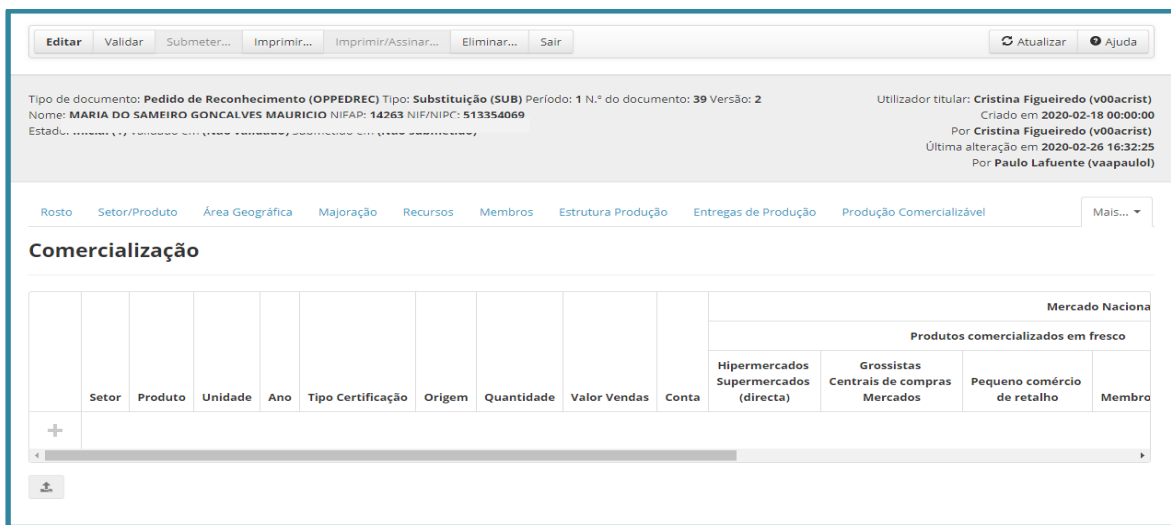 Editar Validar Submeter... Imprimir... Imprimir/Assinar... Eliminar... Sair Atualizar Ajuda
Tipo de documento: Pedido de Reconhecimento (OPPEDREC) Tipo: Substituição (SUB) Período: 1 N.º do documento: 39 Versão: 2
Nome: MARIA DO SAMEIRO GONCALVES MAURICIO NIFAP: 14263 NIF/NIPC: 513354069
Utilizador titular: Cristina Figueiredo (v00acrist)
Criado em 2020-02-18 00:00:00
Por Cristina Figueiredo (v00acrist)
Última alteração em 2020-02-26 16:32:25
Por Paulo Lafuente (vaapaulol)
Rosto Setor/Produto Área Geográfica Majoração Recursos Membros Estrutura Produção Entregas de Produção Produção Comercializável Mais...
Comercialização
Mercado Naciona
Produtos comercializados em fresco
Setor Produto Unidade Ano Tipo Certificação Origem Quantidade Valor Vendas Conta
Hipermercados
Supermercados
(directa)
Grossistas
Centrais de compras
Mercados
Pequeno comércio
de retalho
Membro